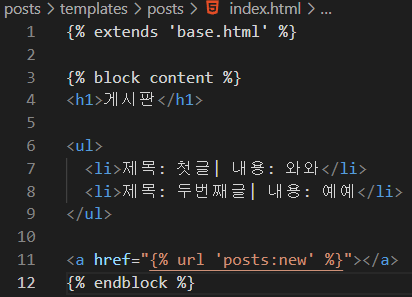 posts > templates > posts > index.html > ...
1 {% extends 'base.html' %}
2
3 {% block content %}
4 <h1>게시판</h1>
5
6 <ul>
7 <li>제목: 첫글| 내용: 와와</li>
8 <li>제목: 두번째글| 내용: 예예</li>
9 </ul>
10
11 <a href="{% url 'posts:new' %}"></a>
12 {% endblock %}